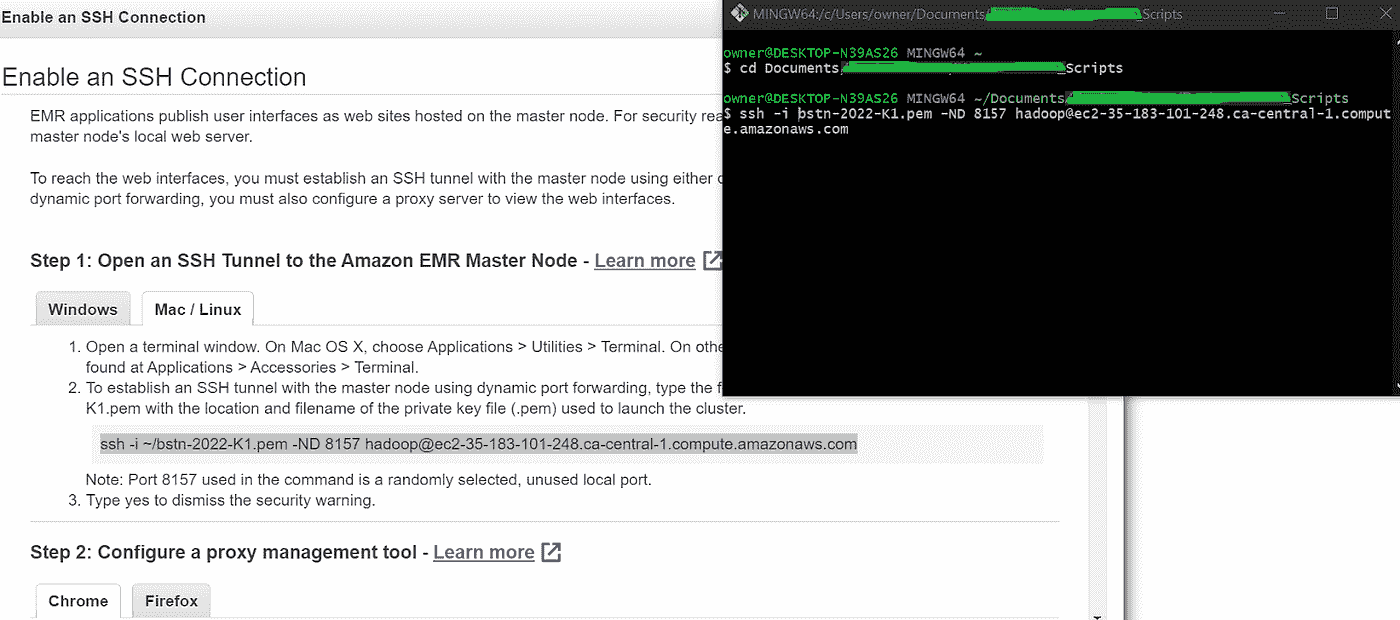 Enable an SSH Connection
Enable an SSH Connection
EMR applications publish user interfaces as web sites hosted on the master node. For security rea
master node's local web server.
To reach the web interfaces, you must establish an SSH tunnel with the master node using either
dynamic port forwarding, you must also configure a proxy server to view the web interfaces.
Step 1: Open an SSH Tunnel to the Amazon EMR Master Node - Learn more
Windows
Mac / Linux
1. Open a terminal window. On Mac OS X, choose Applications > Utilities > Terminal. On othe
found at Applications > Accessories > Terminal.
2. To establish an SSH tunnel with the master node using dynamic port forwarding, type the f
K1.pem with the location and filename of the private key file (.pem) used to launch the cluster.
ssh -i ~/bstn-2022-K1.pem -ND 8157 hadoop@ec2-35-183-101-248.ca-central-1.compute.amazonaws.com
Note: Port 8157 used in the command is a randomly selected, unused local port.
3. Type yes to dismiss the security warning.
Step 2: Configure a proxy management tool - Learn more
Chrome
Firefox
MINGW64:/c/Users/owner/Documents Scripts
owner@DESKTOP-N39AS26 MINGW64 ~
$ cd Documents Scripts
owner@DESKTOP-N39AS26 MINGW64 ~/Documents Scripts
$ ssh -i bstn-2022-K1.pem -ND 8157 hadoop@ec2-35-183-101-248.ca-central-1.comput
e.amazonaws.com